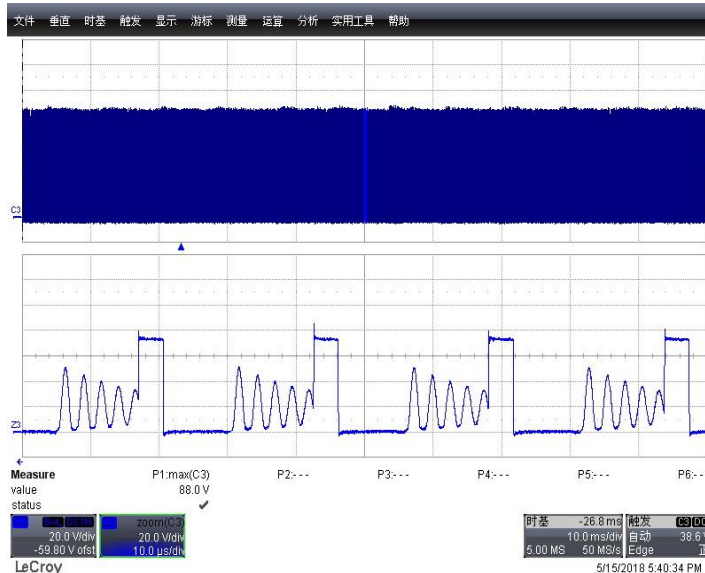 文件 垂直 时基 触发 显示 游标 测量 运算 分析 实用工具 帮助
C3
Z3
Measure P1:max(C3) P2:- - - P3:- - - P4:- - - P5:- - - P6:- -
value 88.0 V
status
zoom(C3)
20.0 V/div 20.0 V/div
-59.80 V ofst 10.0 µs/div
时基 -26.8 ms 触发 C3 DC
10.0 ms/div 自动 38.6
5.00 MS 50 MS/s Edge
LeCroy 5/15/2018 5:40:34 PM